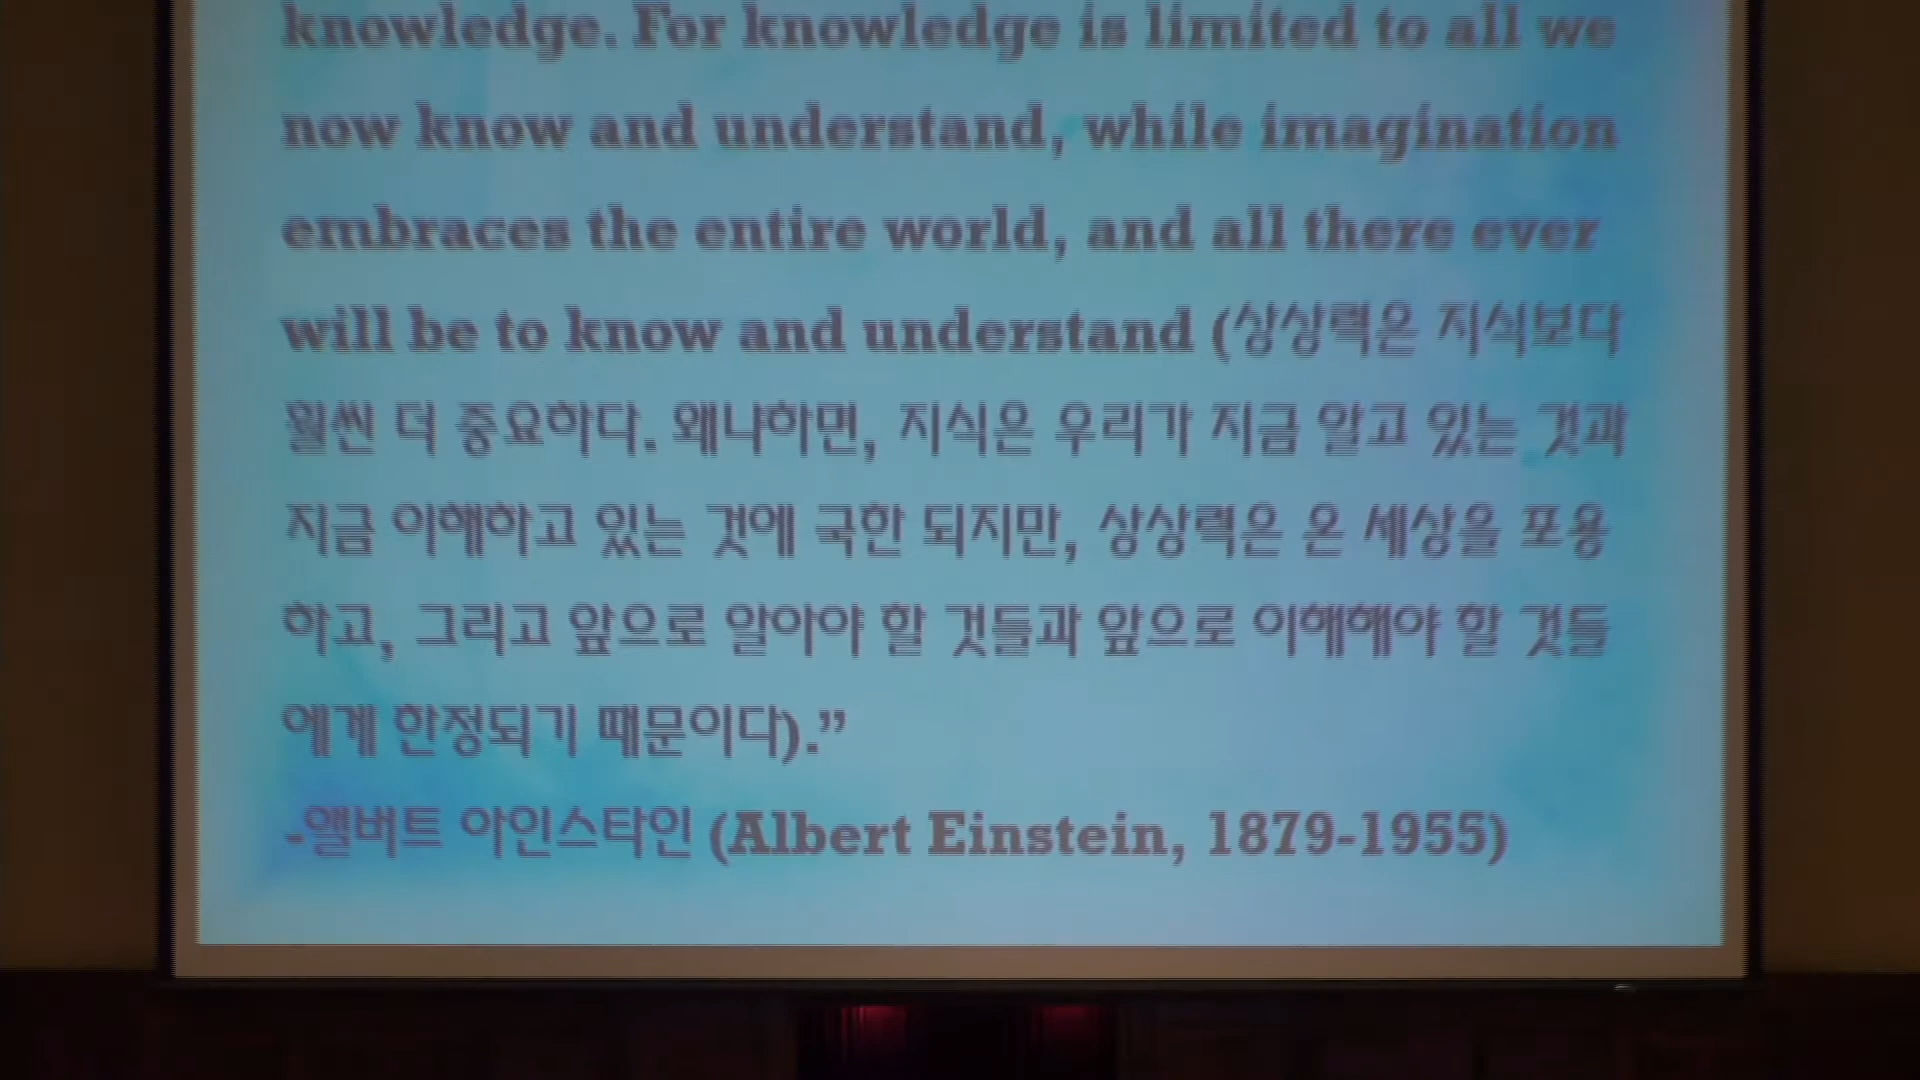 knowledge. For knowledge is limited to all we
now know and understand, while imagination
embraces the entire world, and all there ever
will be to know and understand (상상력은 지식보다
훨씬 더 중요하다. 왜냐하면, 지식은 우리가 지금 알고 있는 것과
지금 이해하고 있는 것에 국한 되지만, 상상력은 온 세상을 포용
하고, 그리고 앞으로 알아야 할 것들과 앞으로 이해해야 할 것들
에게 한정되기 때문이다).”
-앨버트 아인스타인 (Albert Einstein, 1879-1955)